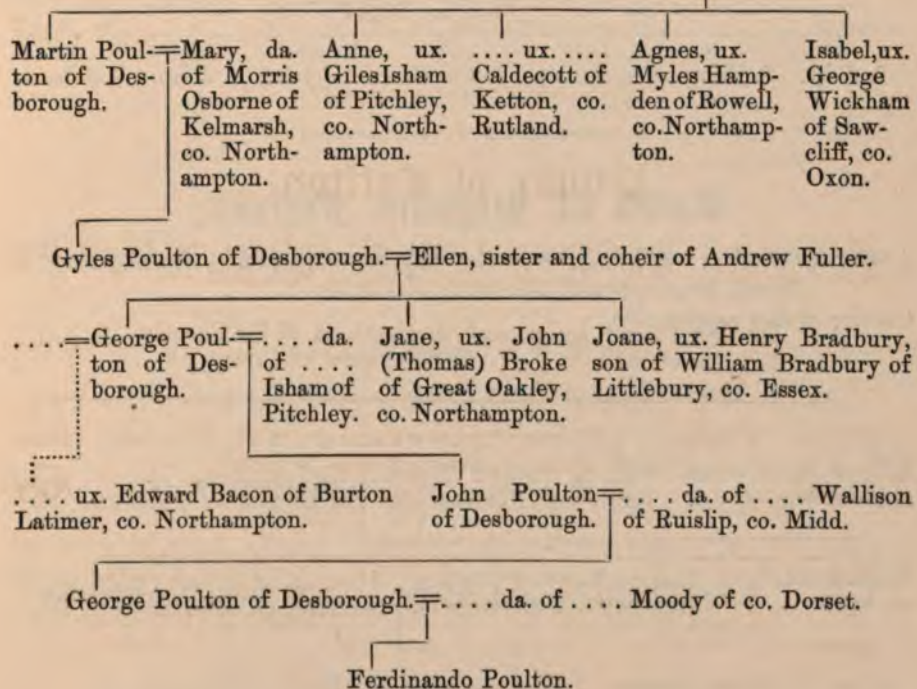 Martin Poul-
ton of Des-
borough.
Mary, da.
of Morris
Osborne of
Kelmarsh,
co. North-
ampton.
Anne, ux.
Giles Isham
of Pitchley,
co. North-
ampton.
.... ux. .....
Caldecott of
Ketton, co.
Rutland.
Agnes, ux.
Myles Hamp-
den of Rowell,
co. Northamp-
ton.
Isabel, ux.
George
Wickham
of Saw-
cliff, co.
Oxon.
Gyles Poulton of Desborough. Ellen, sister and coheir of Andrew Fuller.
....
George Poul-
ton of Des-
borough.
.... da.
of ....
Isham of
Pitchley.
Jane, ux. John
(Thomas) Broke
of Great Oakley,
co. Northampton.
Joane, ux. Henry Bradbury,
son of William Bradbury of
Littlebury, co. Essex.
.... ux. Edward Bacon of Burton
Latimer, co. Northampton.
John Poulton
of Desborough.
.... da. of .... Wallison
of Ruislip, co. Midd.
George Poulton of Desborough. .... da. of .... Moody of co. Dorset.
Ferdinando Poulton.